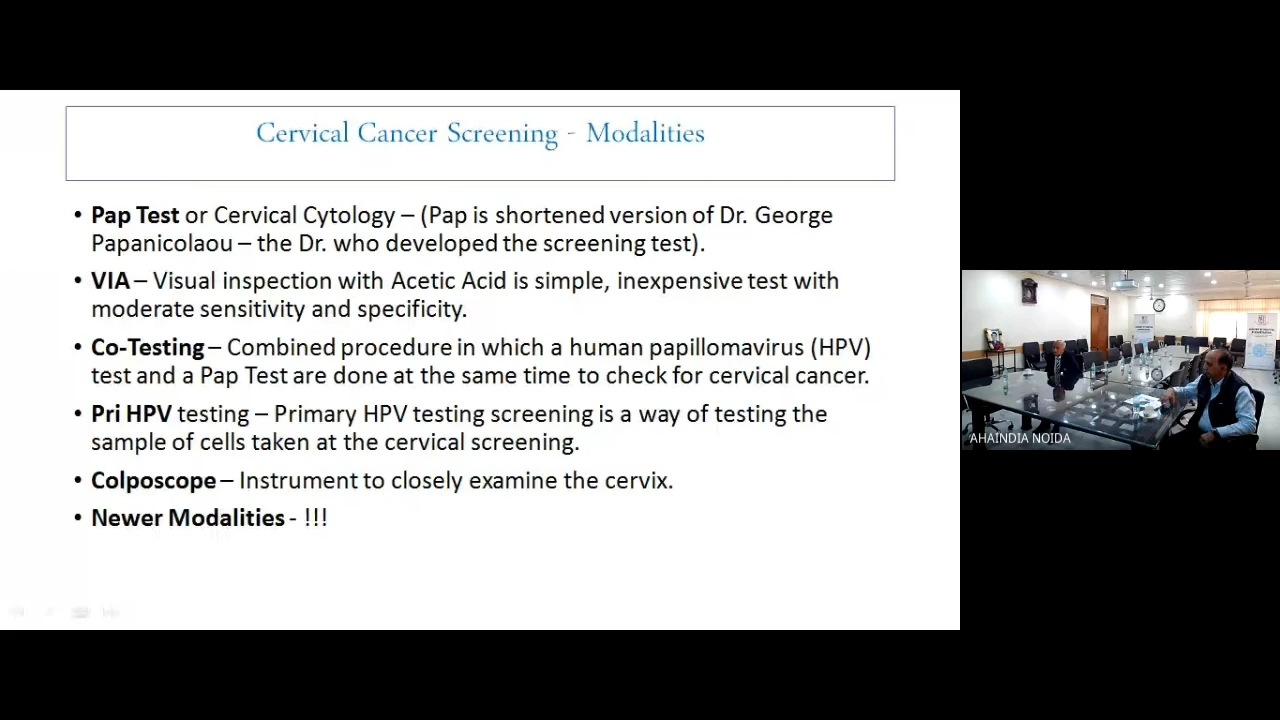 Cervical Cancer Screening - Modalities
• Pap Test or Cervical Cytology – (Pap is shortened version of Dr. George
Papanicolaou – the Dr. who developed the screening test).
• VIA – Visual inspection with Acetic Acid is simple, inexpensive test with
moderate sensitivity and specificity.
• Co-Testing – Combined procedure in which a human papillomavirus (HPV)
test and a Pap Test are done at the same time to check for cervical cancer.
• Pri HPV testing – Primary HPV testing screening is a way of testing the
sample of cells taken at the cervical screening.
• Colposcope – Instrument to closely examine the cervix.
• Newer Modalities - !!!
AHAINDIA NOIDA